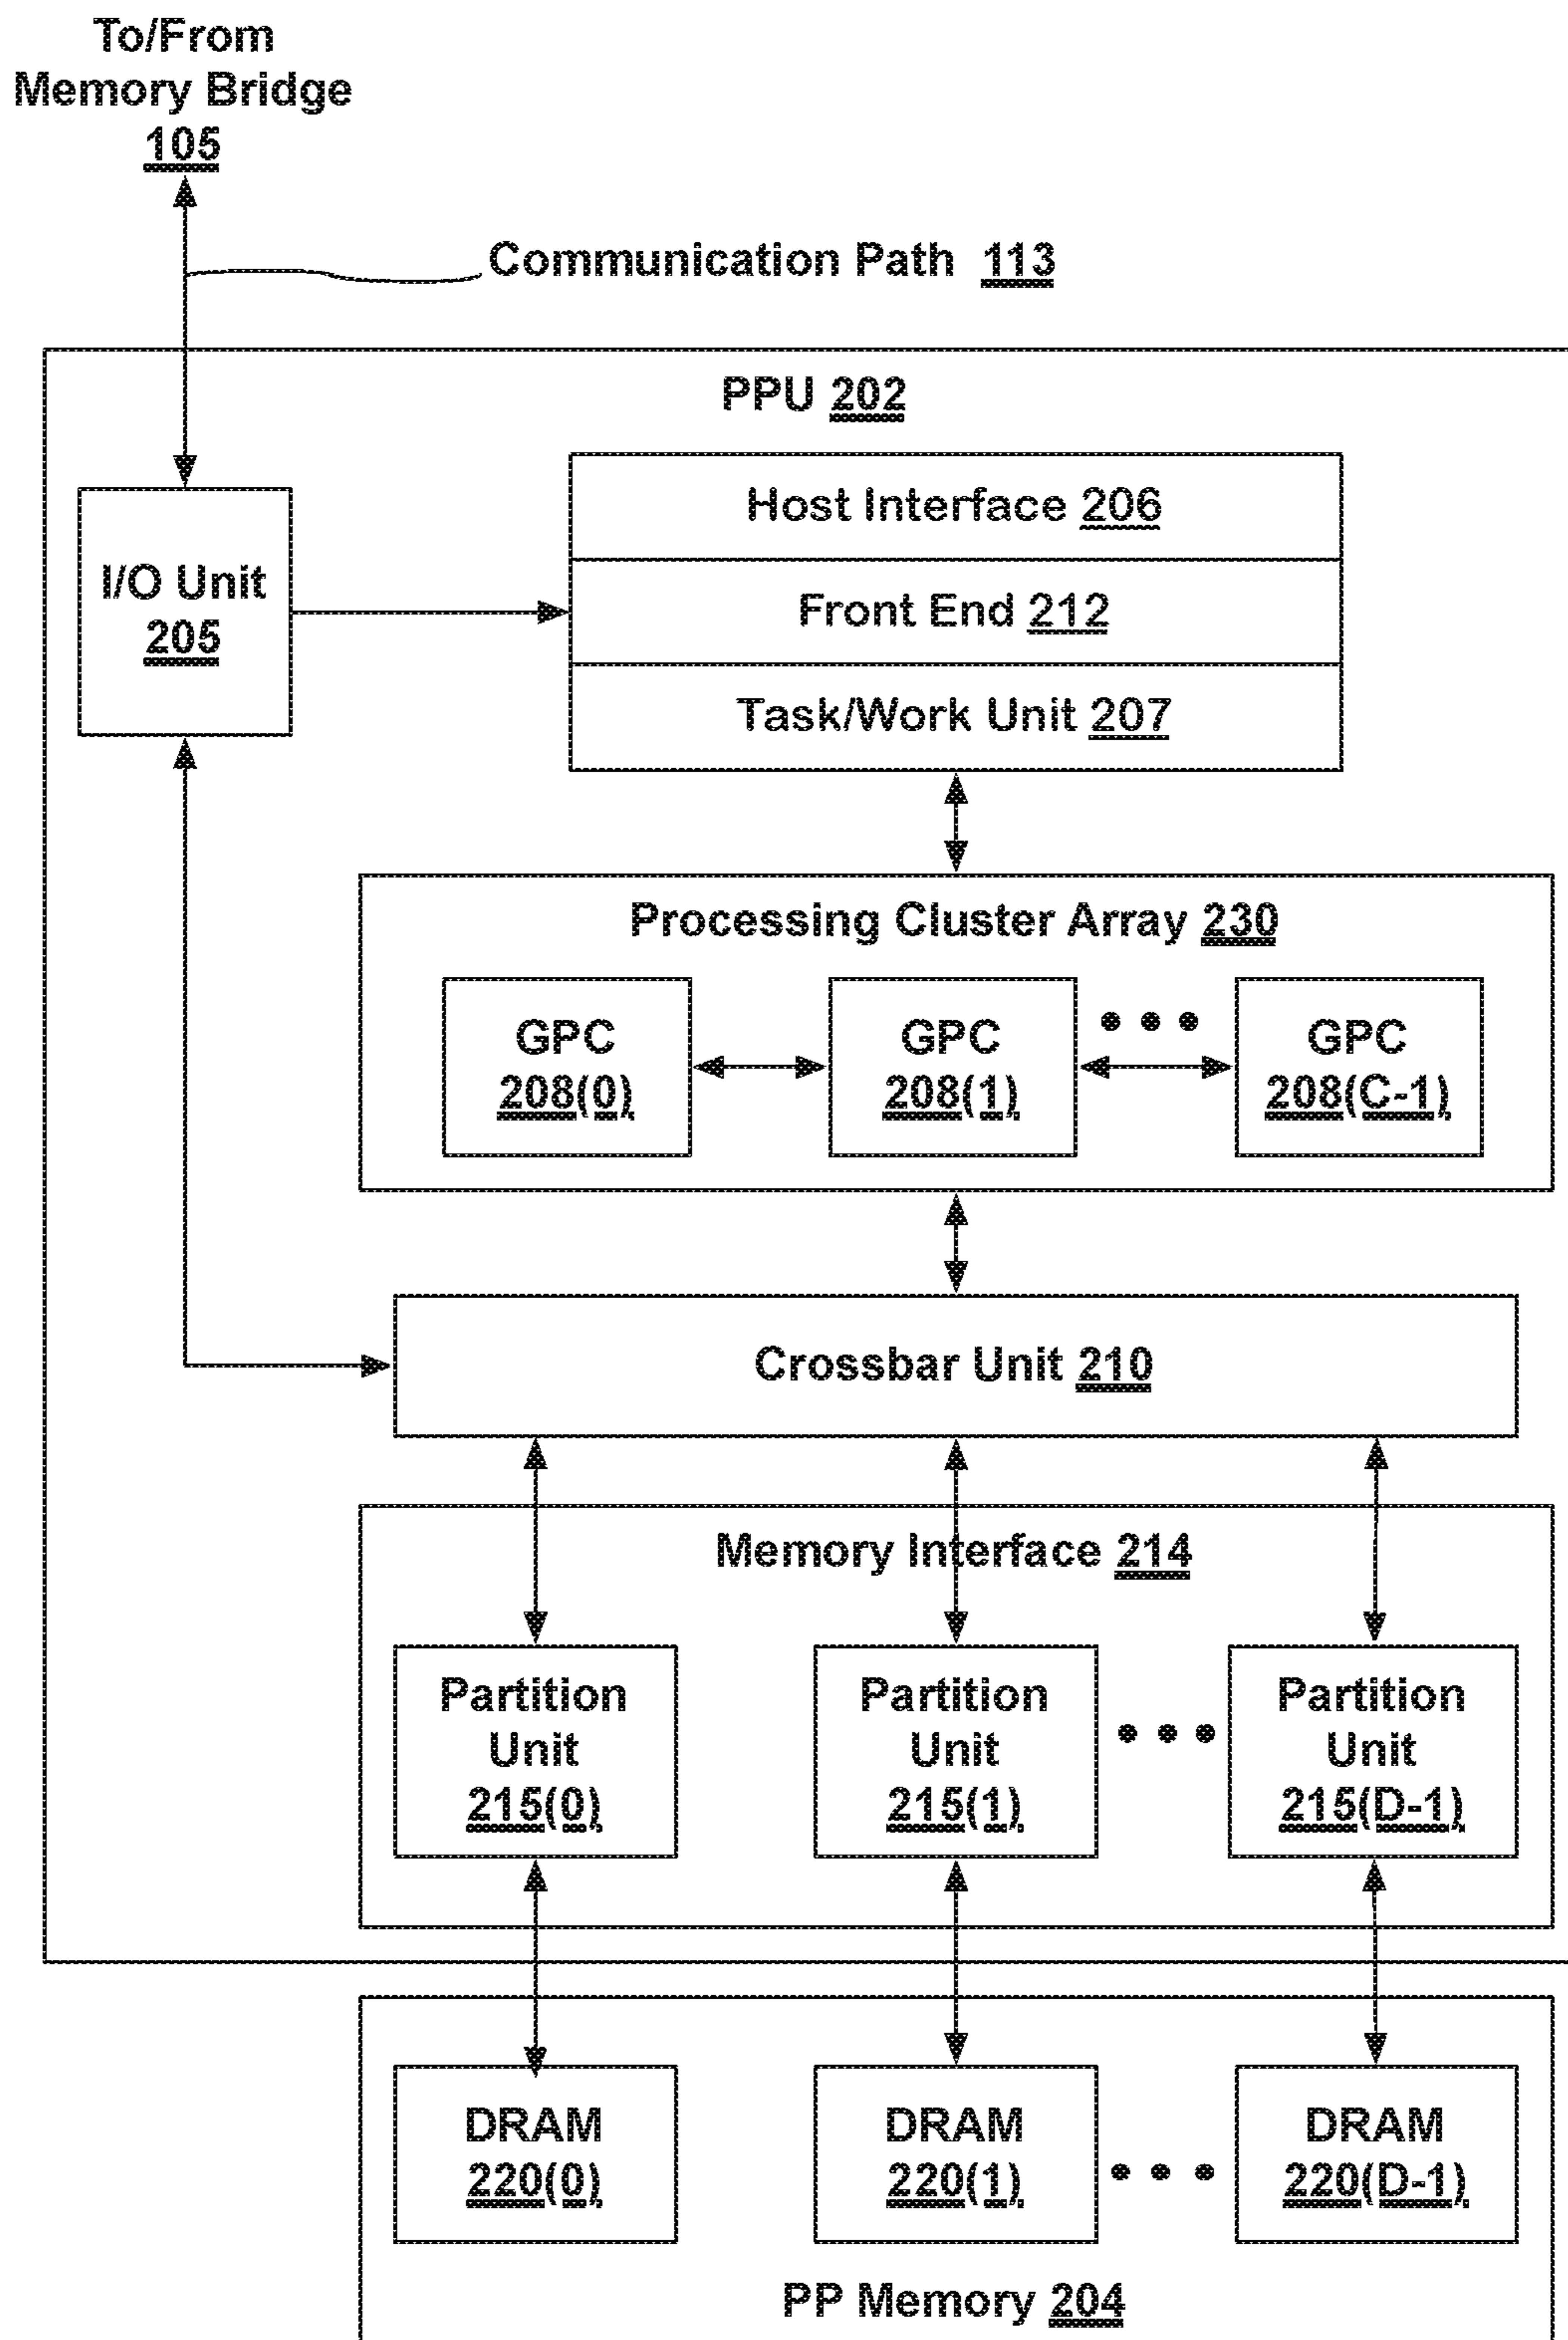 To/From
Memory Bridge
105
Communication Path 113
PPU 202
Host Interface 206
I/O Unit
205
Front End 212
Task/Work Unit 207
Processing Cluster Array 230
GPC
208(0)
GPC
208(1)
• • •
GPC
208(C-1)
Crossbar Unit 210
Memory Interface 214
Partition
Unit
215(0)
Partition
Unit
215(1)
• • •
Partition
Unit
215(D-1)
DRAM
220(0)
DRAM
220(1)
• • •
DRAM
220(D-1)
PP Memory 204